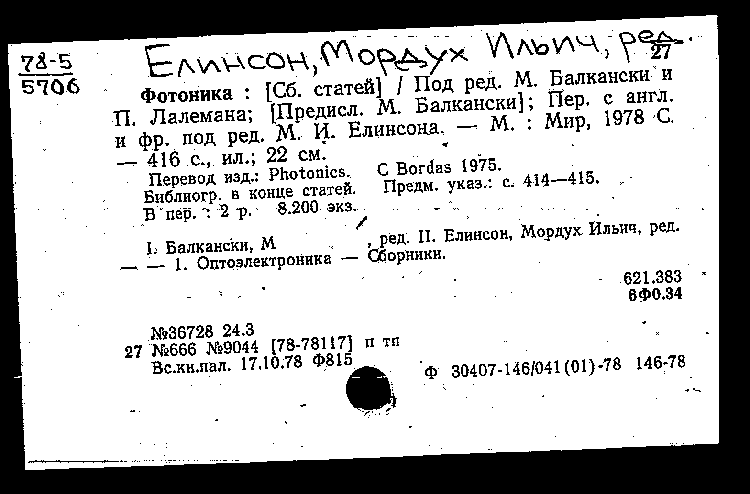 78-5
5706
Елинсон, Мордух Ильич, ред.
27
Фотоника : [Сб. статей] / Под ред. М. Балкански и
П. Лалемана; [Предисл. М. Балкански]; Пер. с англ.
и фр. под ред. М. И. Елинсона. — М. : Мир, 1978 С.
— 416 с., ил.; 22 см.
Перевод изд.: Photonics. С Bordas 1975.
Библиогр. в конце статей. Предм. указ.: с. 414—415.
В пер. : 2 р. 8.200 экз.
I. Балкански, М , ред. II. Елинсон, Мордух Ильич, ред.
— — 1. Оптоэлектроника — Сборники.
621.383
6Ф0.34
№36728 24.3
27 №666 №9044 [78-78117] п тп
Вс.кн.пал. 17.10.78 Ф815
Ф 30407-146/041(01)-78 146-78